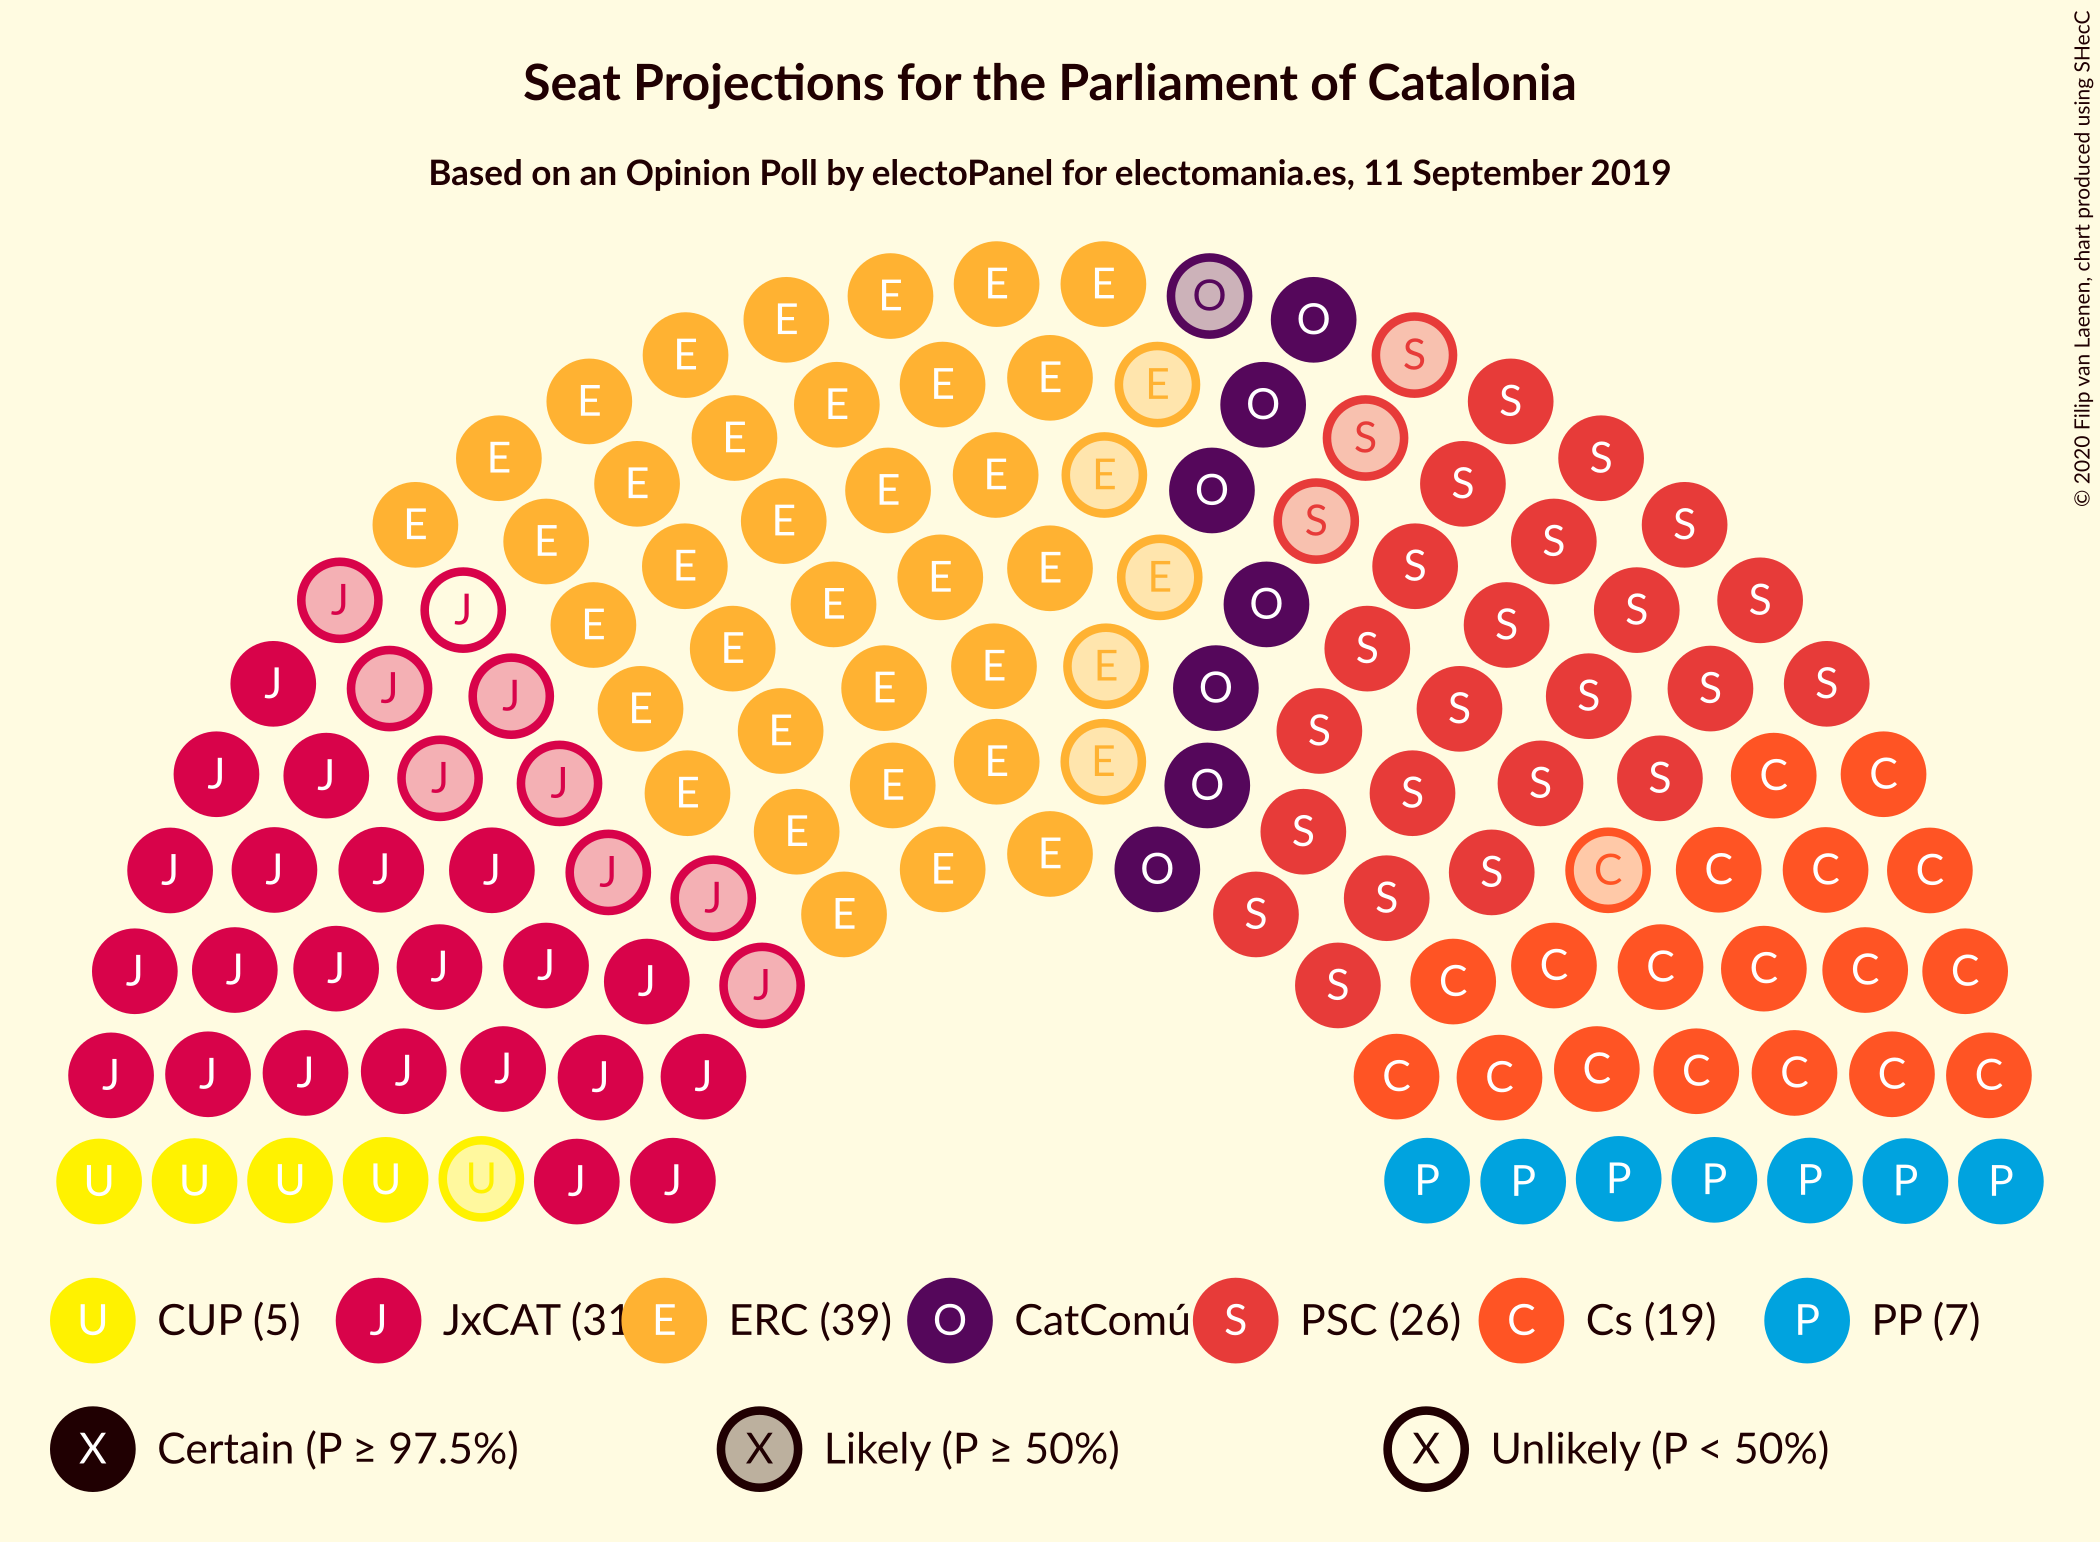 Seat Projections for the Parliament of Catalonia
Based on an Opinion Poll by electoPanel for electomania.es, 11 September 2019
© 2020 Filip van Laenen, chart produced using SHecC
E E O
E E O
E E S
E E E E S
E E O
E E S
E E S S
E E E O
E E S S
E E S S
E E E O
J J E E S S S
E E S S
J E E E O S S
J J E S S S
E E O
J J J J E E S S S C C
E E O
J J J J J J E E O S S S C C C C
J J J J J J J E S S C C C C C C
J J J J J J J C C C C C C C
U U U U U J J P P P P P P P
U CUP (5) J JxCAT (31 E ERC (39) O CatComú S PSC (26) C Cs (19) P PP (7)
X Certain (P ≥ 97.5%) X Likely (P ≥ 50%) X Unlikely (P < 50%)